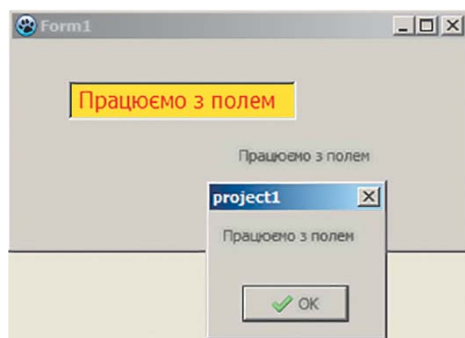 Form1
Працюємо з полем
Працюємо з полем
project1
Працюємо з полем
OK